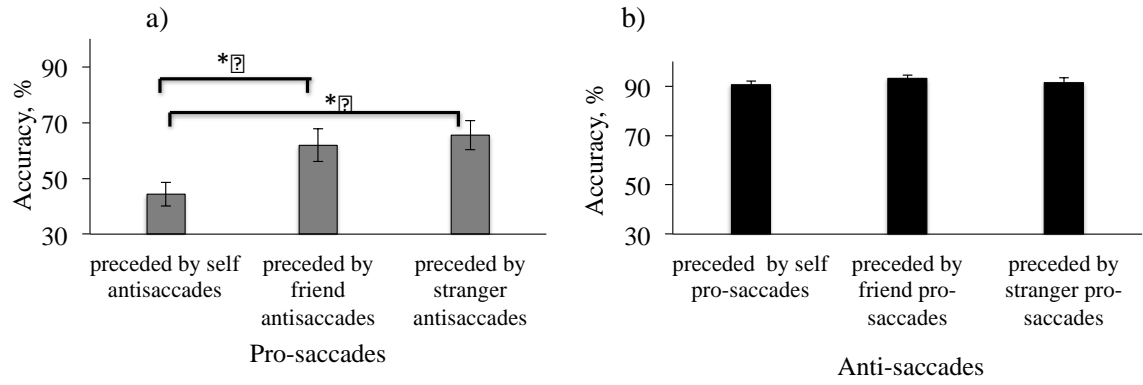 a)
Accuracy, %
90
70
50
30
*⍰
*⍰
preceded by self
antisaccades
preceded by
friend
antisaccades
preceded by
stranger
antisaccades
Pro-saccades
b)
Accuracy, %
90
70
50
30
preceded by self
pro-saccades
preceded by
friend pro-
saccades
preceded by
stranger pro-
saccades
Anti-saccades